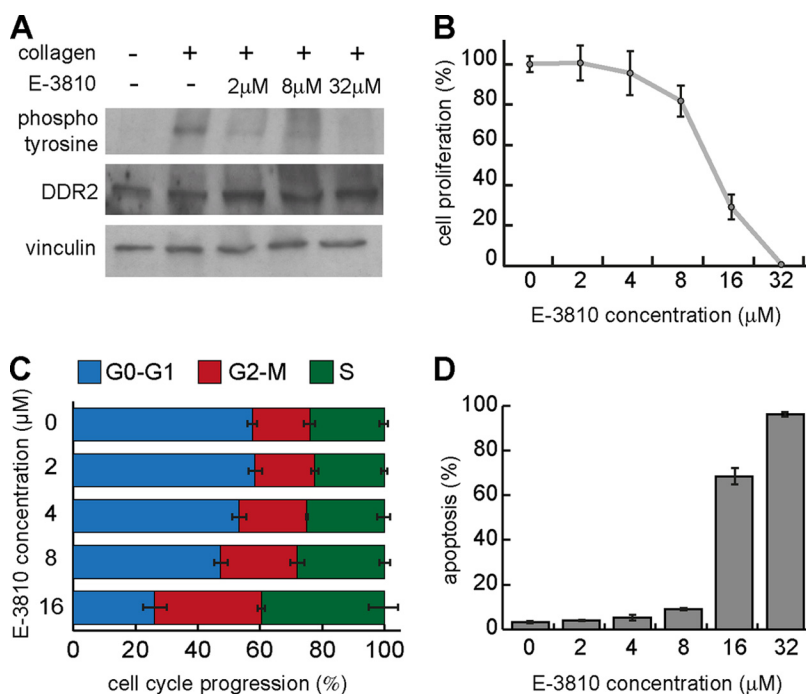 A
collagen - + + + +
E-3810 - - 2µM 8µM 32µM
phospho
tyrosine
DDR2
vinculin
B
cell proliferation (%)
100
80
60
40
20
0
0 2 4 8 16 32
E-3810 concentration (µM)
C
G0-G1 G2-M S
E-3810 concentration (µM)
0
2
4
8
16
0 20 40 60 80 100
cell cycle progression (%)
D
apoptosis (%)
100
80
60
40
20
0
0 2 4 8 16 32
E-3810 concentration (µM)